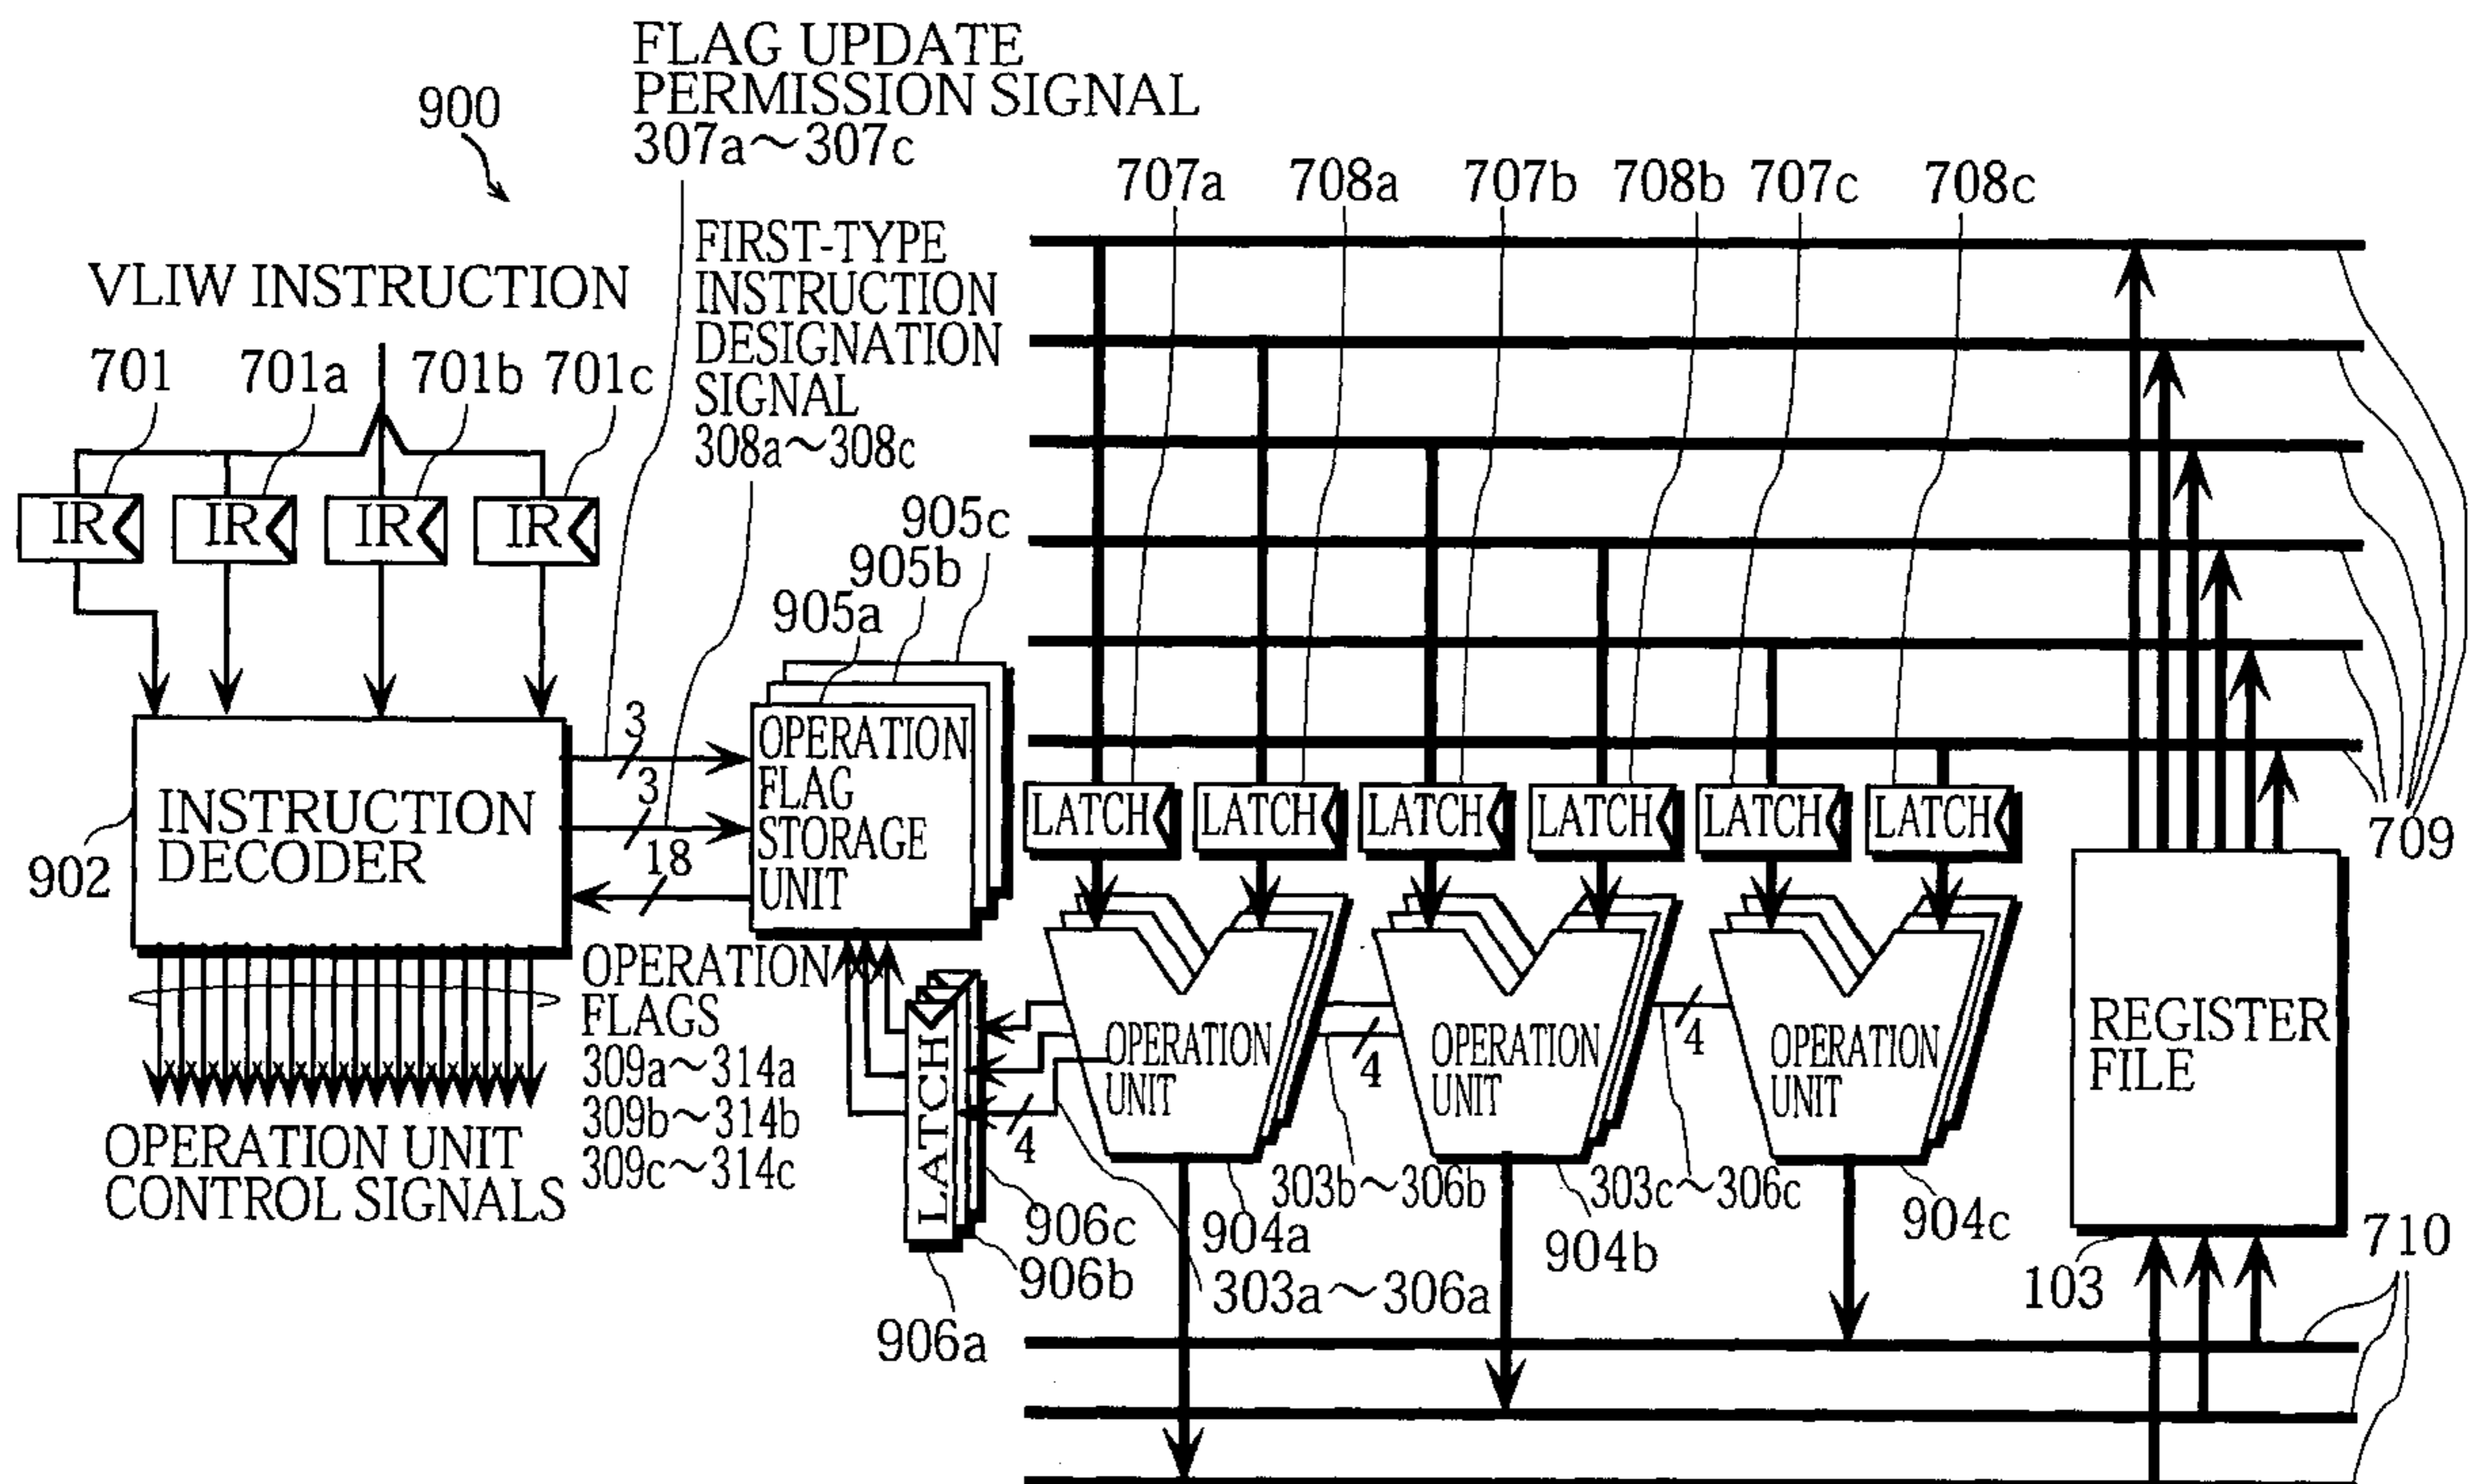 FLAG UPDATE
PERMISSION SIGNAL
307a～307c
900
707a 708a 707b 708b 707c 708c
FIRST-TYPE
INSTRUCTION
DESIGNATION
SIGNAL
308a～308c
VLIW INSTRUCTION
701 701a 701b 701c
IR IR IR IR
905c
905b
905a
3
3
18
OPERATION
FLAG
STORAGE
UNIT
INSTRUCTION
DECODER
902
LATCH LATCH LATCH LATCH LATCH LATCH
709
OPERATION
FLAGS
309a～314a
309b～314b
309c～314c
LATCH
4
4
4
OPERATION
UNIT
OPERATION
UNIT
OPERATION
UNIT
REGISTER
FILE
OPERATION UNIT
CONTROL SIGNALS
303b～306b 303c～306c
906c 904a 904b 904c
906b 303a～306a
103
710
906a